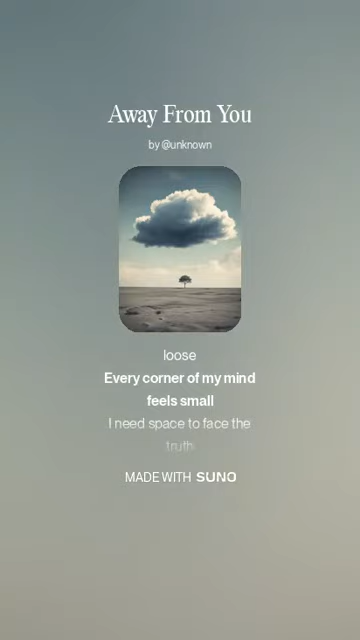 Away From You
by @unknown
loose
Every corner of my mind
feels small
I need space to face the
truth
MADE WITH SUNO